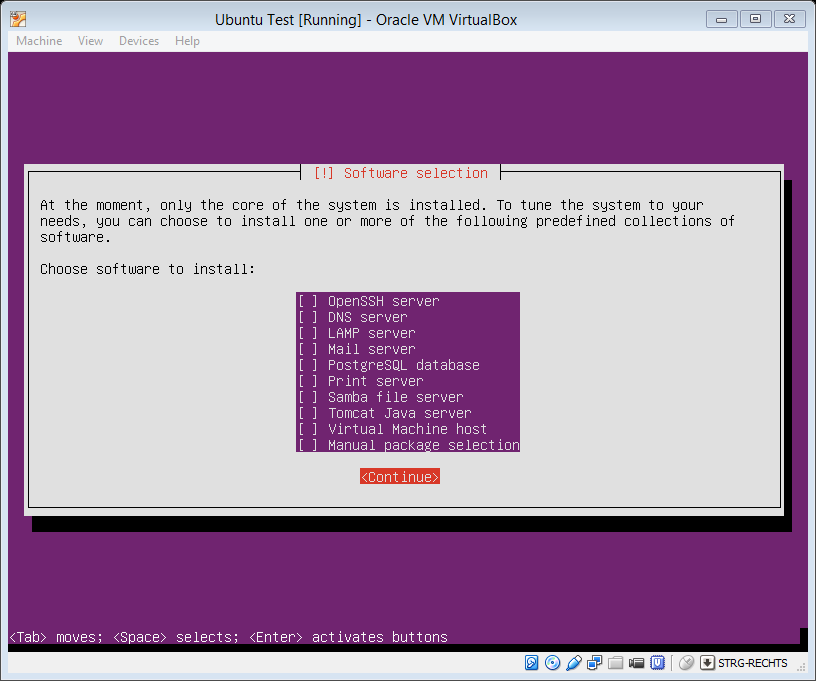 Ubuntu Test [Running] - Oracle VM VirtualBox
Machine View Devices Help
[!] Software selection
At the moment, only the core of the system is installed. To tune the system to your
needs, you can choose to install one or more of the following predefined collections of
software.
Choose software to install:
[ ] OpenSSH server
[ ] DNS server
[ ] LAMP server
[ ] Mail server
[ ] PostgreSQL database
[ ] Print server
[ ] Samba file server
[ ] Tomcat Java server
[ ] Virtual Machine host
[ ] Manual package selection
<Continue>
<Tab> moves; <Space> selects; <Enter> activates buttons
STRG-RECHTS